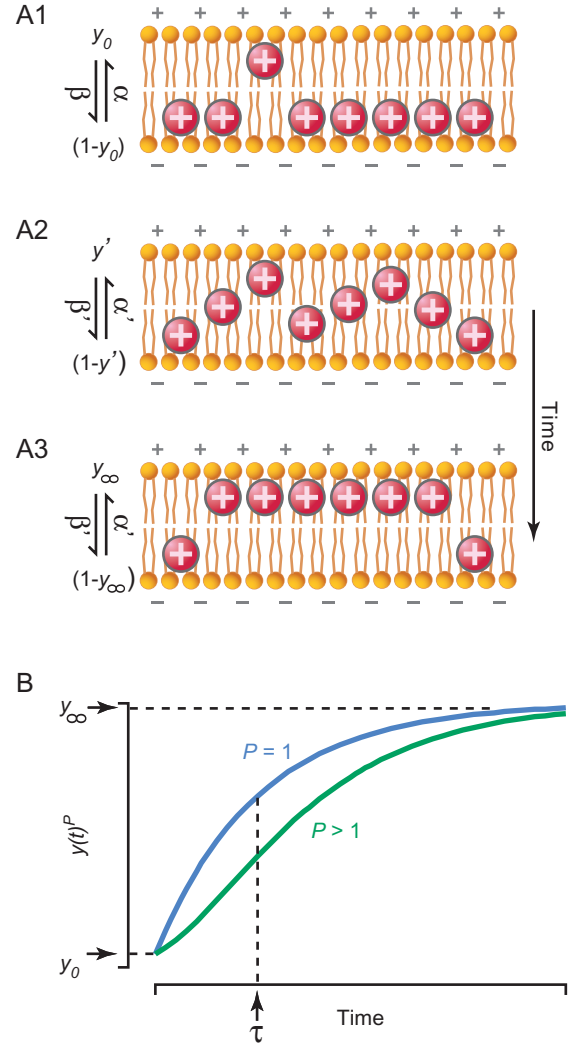 A1
+ + + + + + + + +
y0
β α
+
+ + + + + + +
(1-y0)
− − − − − − − − −
A2
+ + + + + + + + +
y'
β' α'
+ + + + + + + +
(1-y')
− − − − − − − − −
Time
A3
+ + + + + + + + +
y∞
β' α'
+ + + + + +
+ +
(1-y∞)
− − − − − − − − −
B
y∞
P = 1
P > 1
y(t)P
y0
τ
Time